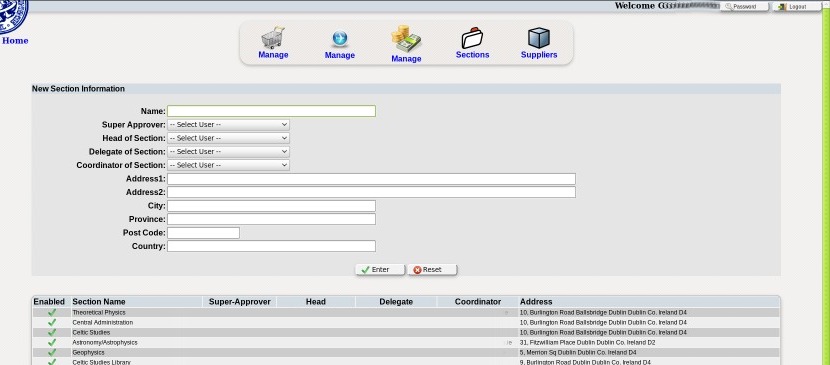 Welcome
Password
Logout
Home
Manage
Manage
Manage
Sections
Suppliers
New Section Information
Name:
Super Approver: -- Select User --
Head of Section: -- Select User --
Delegate of Section: -- Select User --
Coordinator of Section: -- Select User --
Address1:
Address2:
City:
Province:
Post Code:
Country:
Enter Reset
Enabled Section Name Super-Approver Head Delegate Coordinator Address
Theoretical Physics 10, Burlington Road Ballsbridge Dublin Dublin Co. Ireland D4
Central Administration 10, Burlington Road Ballsbridge Dublin Dublin Co. Ireland D4
Celtic Studies 10, Burlington Road Ballsbridge Dublin Dublin Co. Ireland D4
Astronomy/Astrophysics 31, Fitzwilliam Place Dublin Dublin Co. Ireland D2
Geophysics 5, Merrion Sq Dublin Dublin Co. Ireland D4
Celtic Studies Library 9, Burlington Road Dublin Dublin Co. Ireland D4